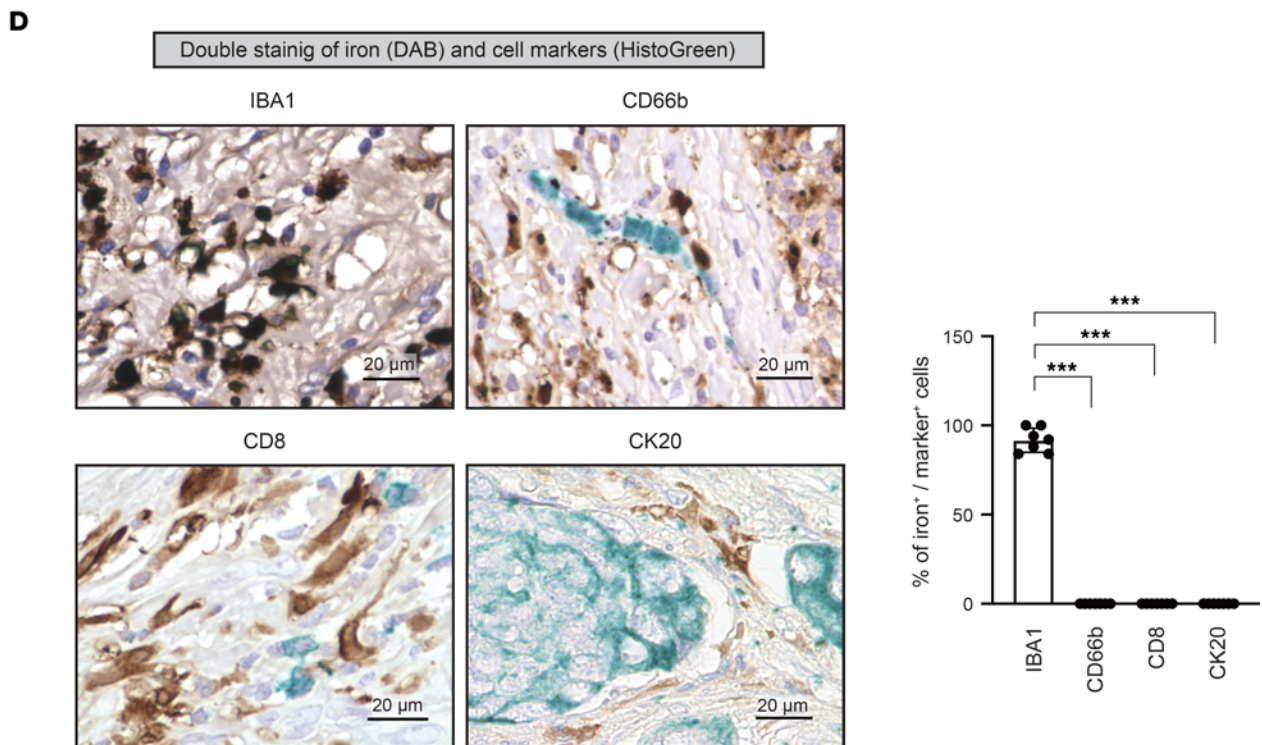 D
Double stainig of iron (DAB) and cell markers (HistoGreen)
IBA1
CD66b
20 µm
20 µm
CD8
CK20
20 µm
20 µm
% of iron⁺ / marker⁺ cells
150
100
50
0
***
***
***
IBA1
CD66b
CD8
CK20